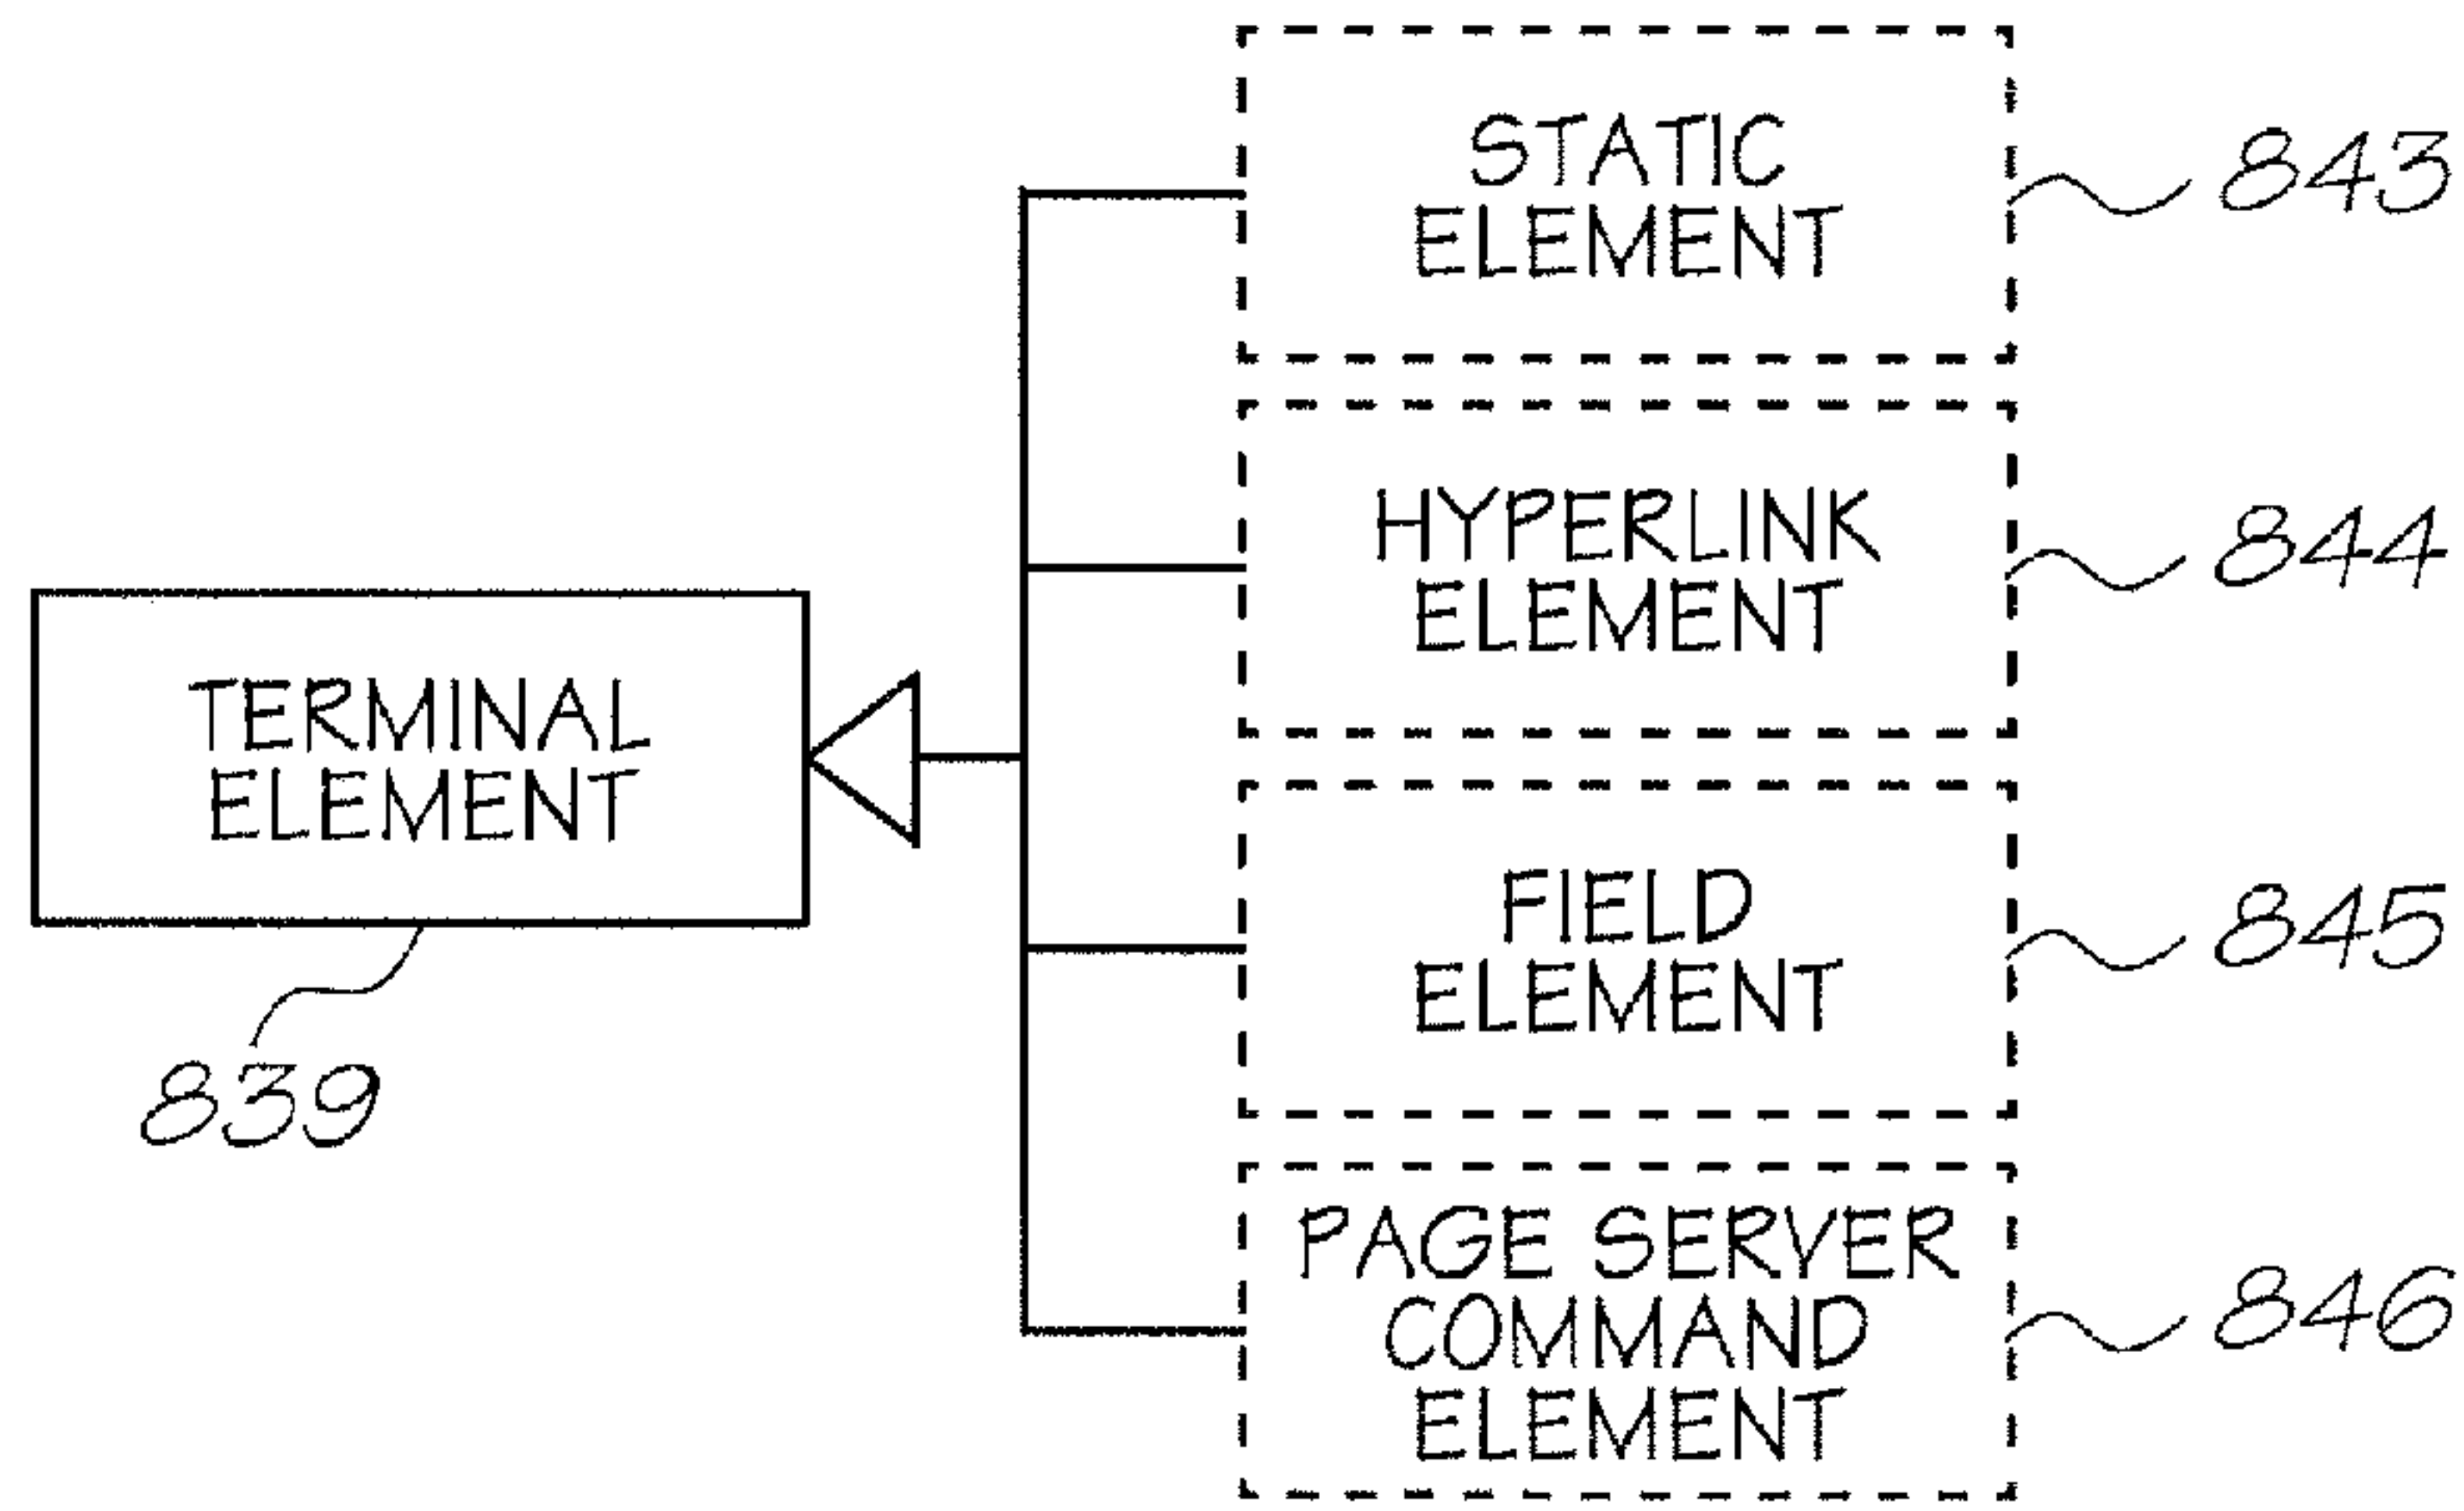 STATIC
ELEMENT
843
HYPERLINK
ELEMENT
844
TERMINAL
ELEMENT
839
FIELD
ELEMENT
845
PAGE SERVER
COMMAND
ELEMENT
846